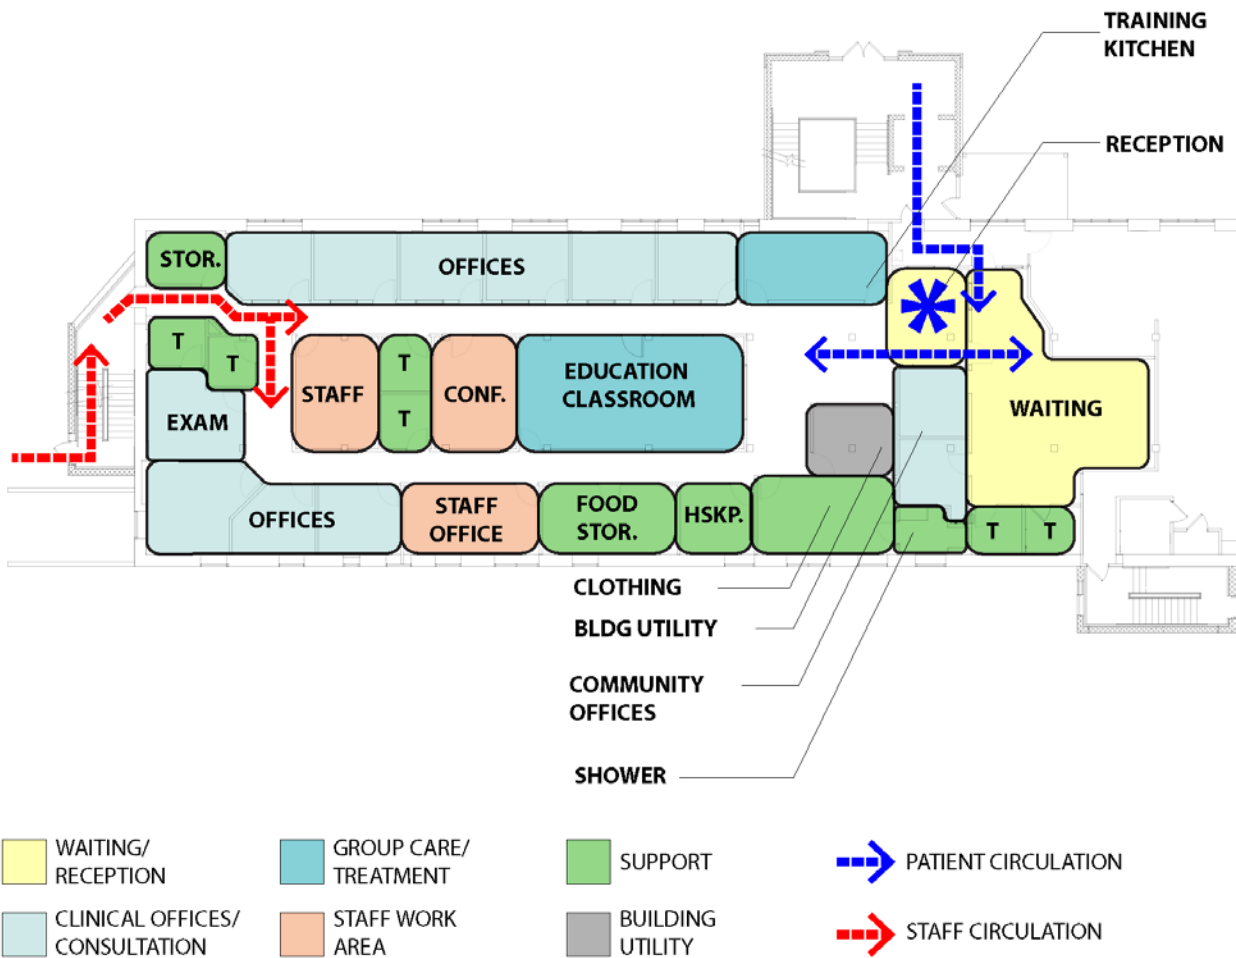 TRAINING
KITCHEN
RECEPTION
STOR.
OFFICES
T
T
STAFF
T
T
CONF.
EDUCATION
CLASSROOM
EXAM
WAITING
OFFICES
STAFF
OFFICE
FOOD
STOR.
HSKP.
T
T
CLOTHING
BLDG UTILITY
COMMUNITY
OFFICES
SHOWER
WAITING/
RECEPTION
GROUP CARE/
TREATMENT
SUPPORT
PATIENT CIRCULATION
CLINICAL OFFICES/
CONSULTATION
STAFF WORK
AREA
BUILDING
UTILITY
STAFF CIRCULATION